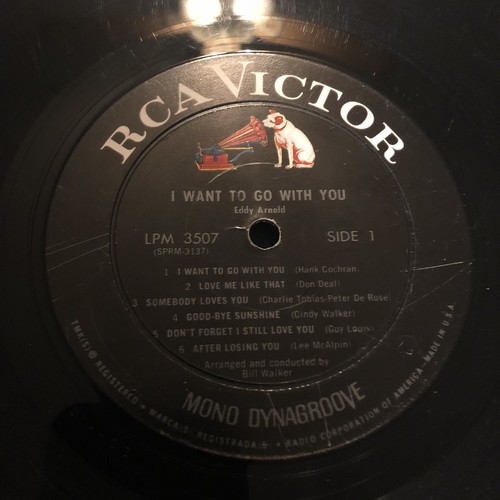 RCA VICTOR
I WANT TO GO WITH YOU
Eddy Arnold
LPM 3507 SIDE 1
(SPRM-3137)
1 I WANT TO GO WITH YOU (Hank Cochran)
2 LOVE ME LIKE THAT (Don Deal)
3 SOMEBODY LOVES YOU (Charlie Tobias-Peter De Rose)
4 GOOD-BYE SUNSHINE (Cindy Walker)
5 DON'T FORGET I STILL LOVE YOU (Guy Louis)
6 AFTER LOSING YOU (Lee McAlpin)
Arranged and conducted by
Bill Walker
MONO DYNAGROOVE
TMK(S) ® REGISTERED • MARCA(S) REGISTRADA(S) • RADIO CORPORATION OF AMERICA-MADE IN U.S.A.